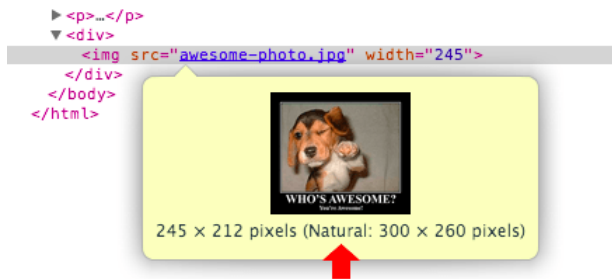 ▶<p>…</p>
▼<div>
<img src="awesome-photo.jpg" width="245">
</div>
</body>
</html>
WHO'S AWESOME?
You're Awesome!
245 × 212 pixels (Natural: 300 × 260 pixels)